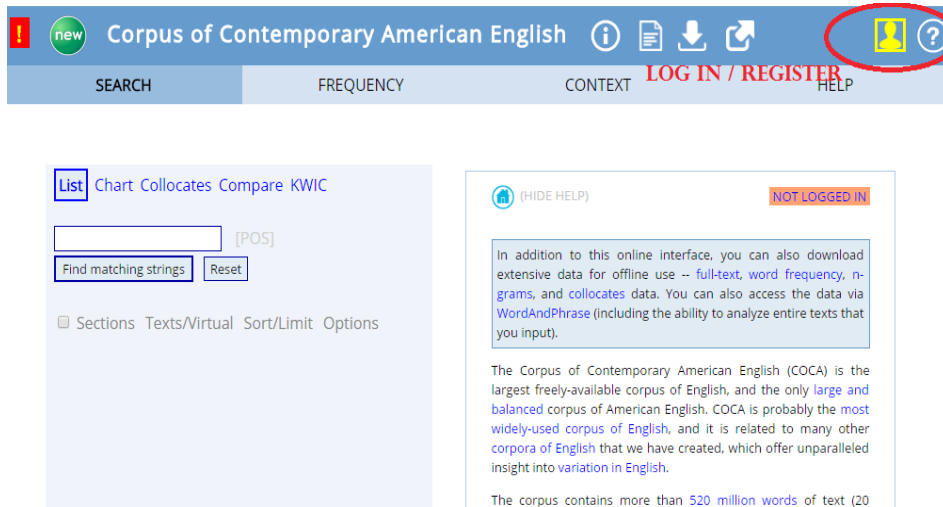 ! new Corpus of Contemporary American English i ?
LOG IN / REGISTER
SEARCH FREQUENCY CONTEXT HELP
List Chart Collocates Compare KWIC
[POS]
Find matching strings Reset
Sections Texts/Virtual Sort/Limit Options
(HIDE HELP) NOT LOGGED IN
In addition to this online interface, you can also download
extensive data for offline use -- full-text, word frequency, n-
grams, and collocates data. You can also access the data via
WordAndPhrase (including the ability to analyze entire texts that
you input).
The Corpus of Contemporary American English (COCA) is the
largest freely-available corpus of English, and the only large and
balanced corpus of American English. COCA is probably the most
widely-used corpus of English, and it is related to many other
corpora of English that we have created, which offer unparalleled
insight into variation in English.
The corpus contains more than 520 million words of text (20